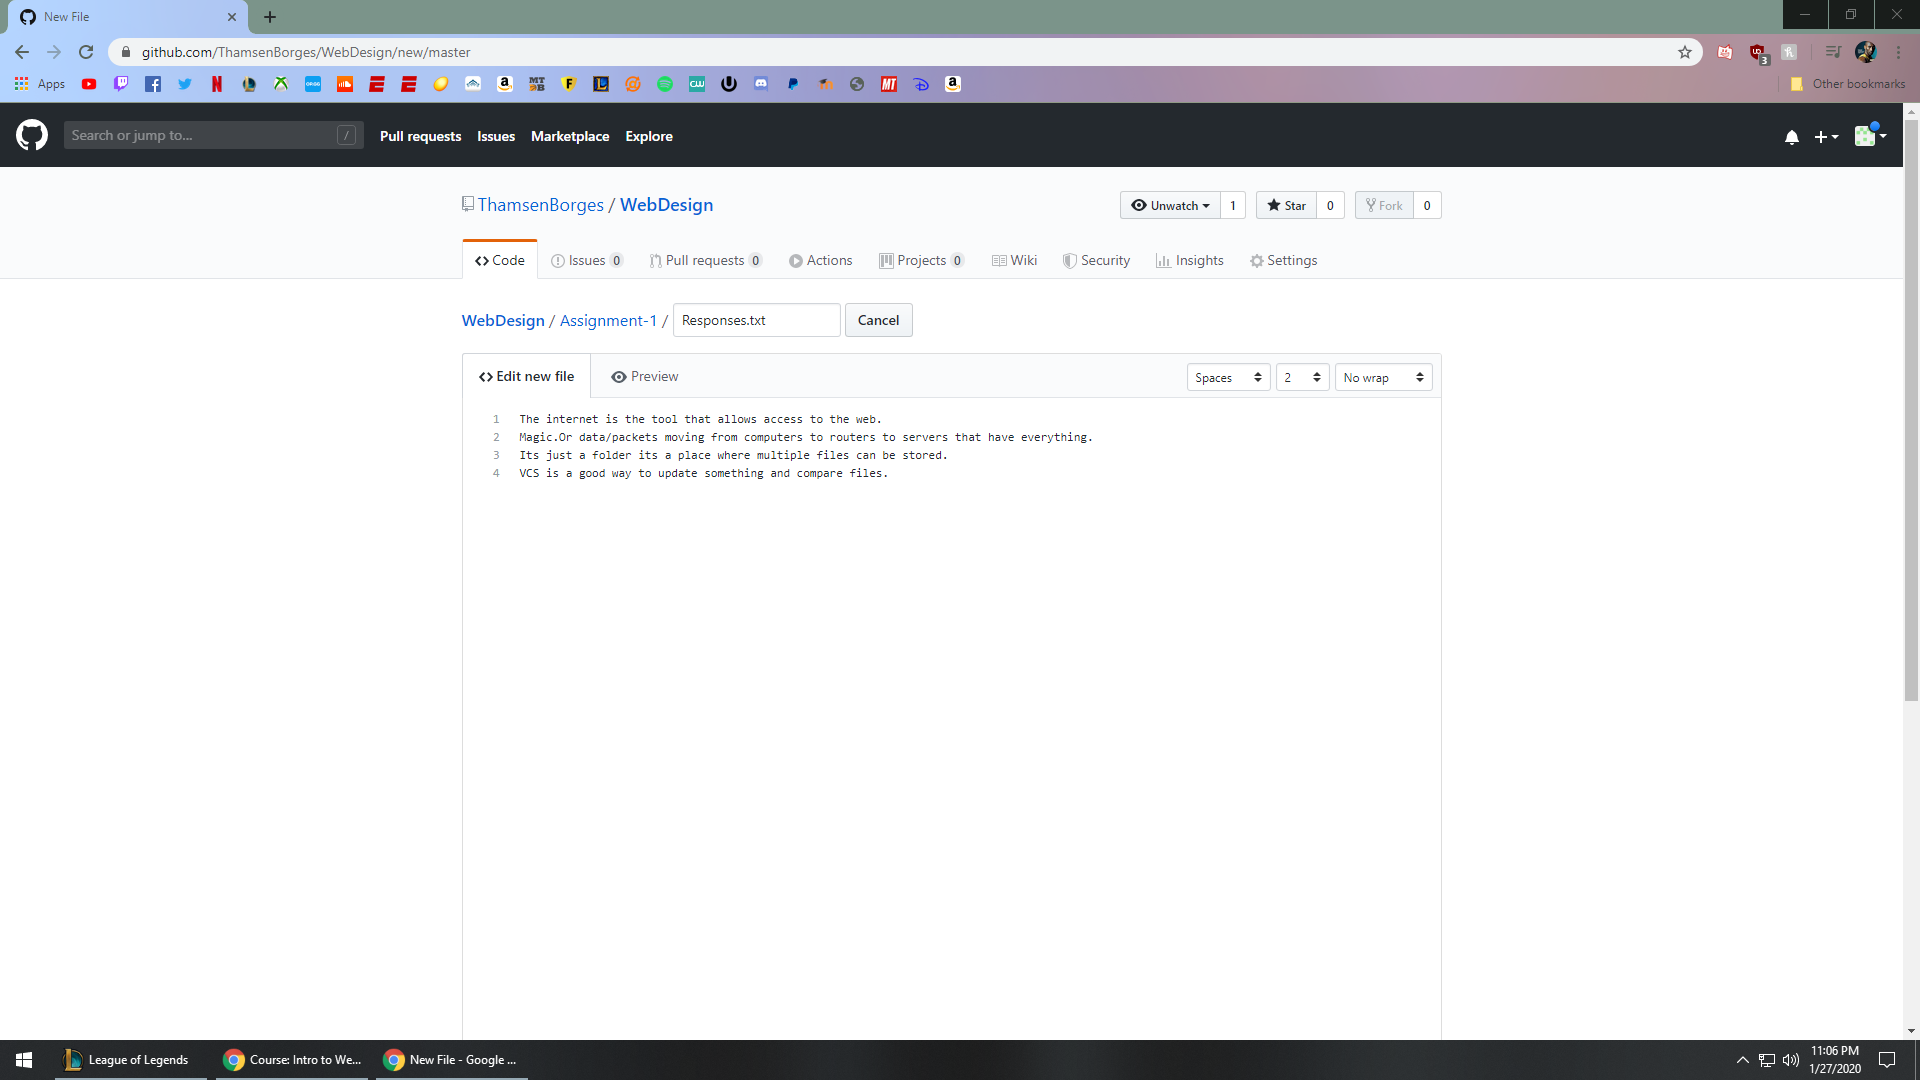 New File
github.com/ThamsenBorges/WebDesign/new/master
3
Apps
Other bookmarks
Search or jump to...
/
Pull requests
Issues
Marketplace
Explore
ThamsenBorges / WebDesign
Unwatch 1
Star 0
Fork 0
Code
Issues 0
Pull requests 0
Actions
Projects 0
Wiki
Security
Insights
Settings
WebDesign / Assignment-1 / Responses.txt
Cancel
Edit new file
Preview
Spaces
2
No wrap
1 The internet is the tool that allows access to the web.
2 Magic.Or data/packets moving from computers to routers to servers that have everything.
3 Its just a folder its a place where multiple files can be stored.
4 VCS is a good way to update something and compare files.
League of Legends
Course: Intro to We...
New File - Google ...
11:06 PM
1/27/2020